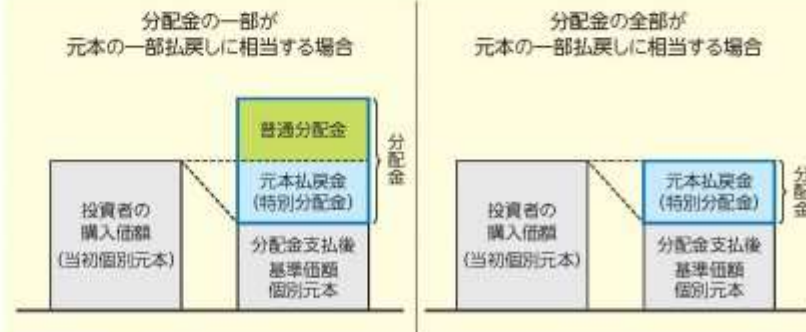 分配金の一部が
元本の一部払戻しに相当する場合
普通分配金
元本払戻金
(特別分配金)
分配金
投資者の
購入価額
(当初個別元本)
分配金支払後
基準価額
個別元本
分配金の全部が
元本の一部払戻しに相当する場合
元本払戻金
(特別分配金)
分配金
投資者の
購入価額
(当初個別元本)
分配金支払後
基準価額
個別元本